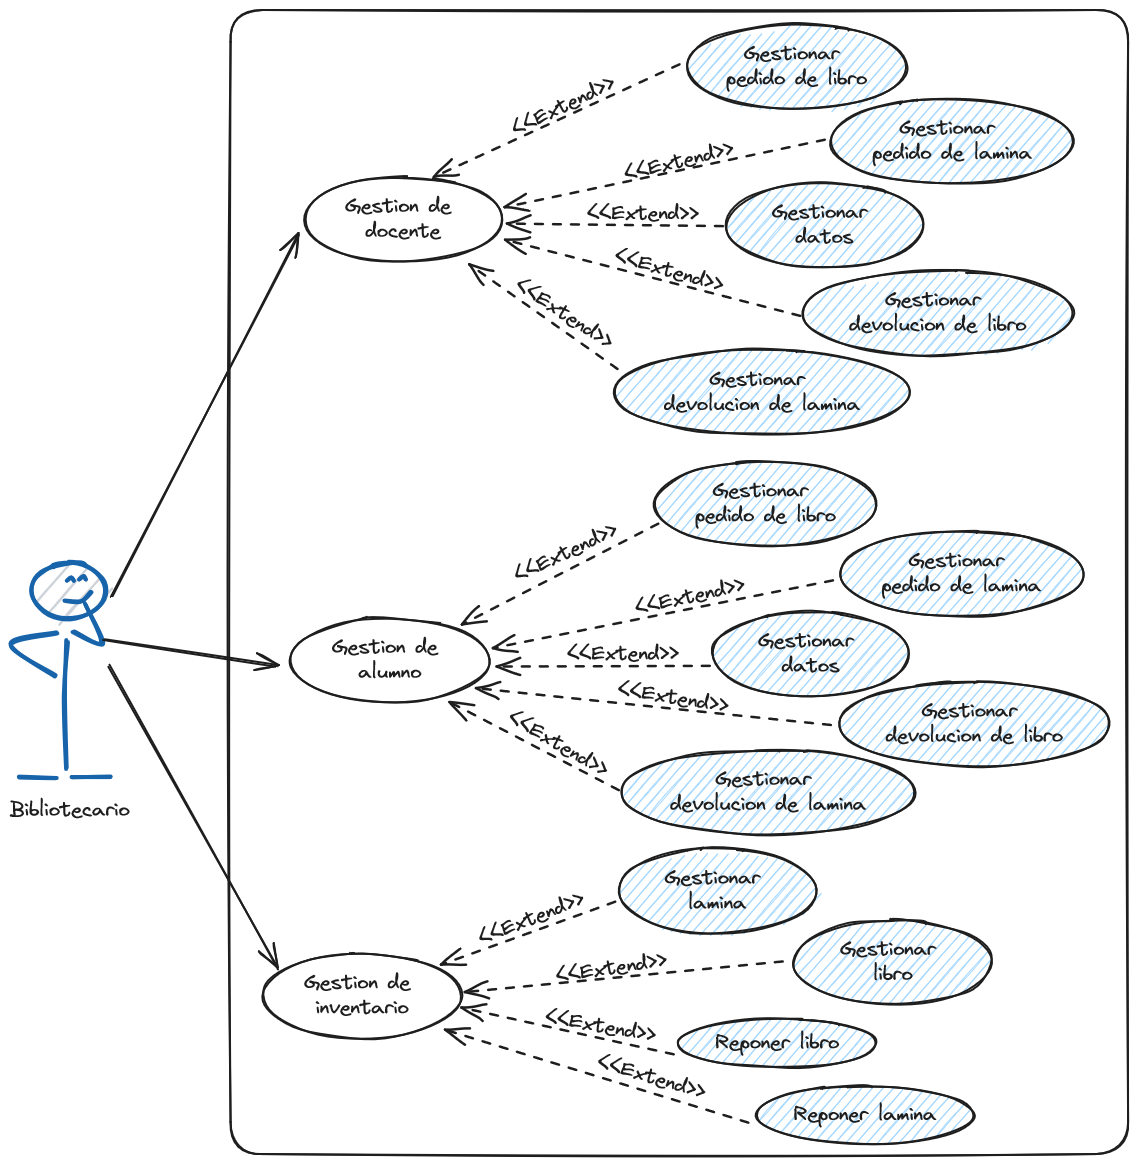 Gestionar
pedido de libro
<<Extend>>
Gestionar
pedido de lamina
<<Extend>>
Gestion de
docente
<<Extend>>
Gestionar
datos
<<Extend>>
Gestionar
devolucion de libro
<<Extend>>
Gestionar
devolucion de lamina
Gestionar
pedido de libro
<<Extend>>
Gestionar
pedido de lamina
<<Extend>>
Gestion de
alumno
<<Extend>>
Gestionar
datos
<<Extend>>
Gestionar
devolucion de libro
<<Extend>>
Gestionar
devolucion de lamina
Bibliotecario
Gestionar
lamina
<<Extend>>
Gestionar
libro
<<Extend>>
Gestion de
inventario
<<Extend>>
Reponer libro
<<Extend>>
Reponer lamina